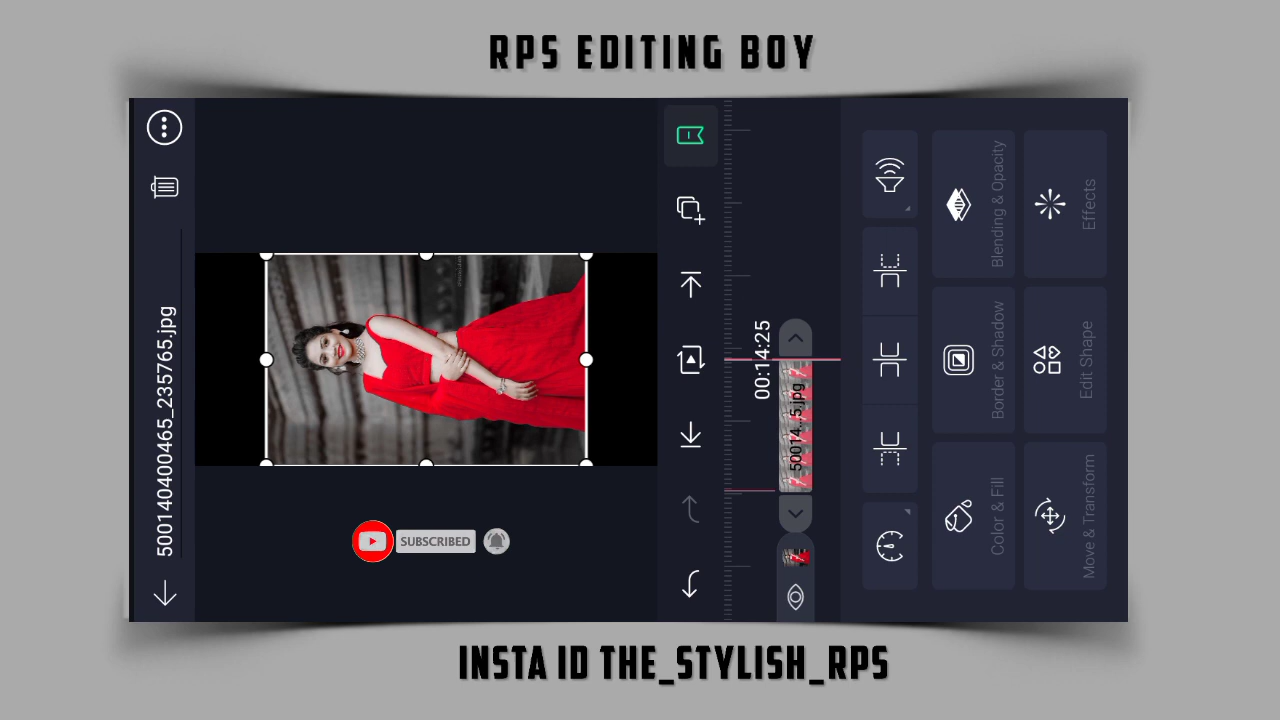 RPS EDITING BOY
500140400465_235765.jpg
SUBSCRIBED
00:14:25
50014...5.jpg
Color & Fill
Border & Shadow
Blending & Opacity
Move & Transform
Edit Shape
Effects
INSTA ID THE_STYLISH_RPS